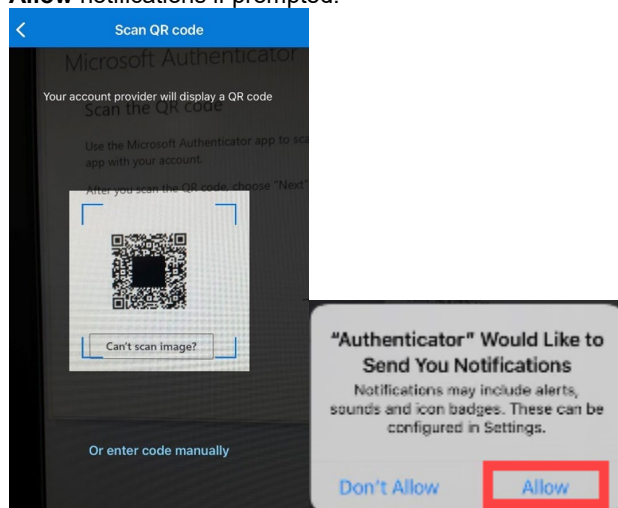 Allow notifications if prompted.
Scan QR code
Microsoft Authenticator
Your account provider will display a QR code
Scan the QR code
Use the Microsoft Authenticator app to sca
app with your account.
After you scan the QR code, choose "Next"
Can't scan image?
Or enter code manually
"Authenticator" Would Like to
Send You Notifications
Notifications may include alerts,
sounds and icon badges. These can be
configured in Settings.
Don't Allow
Allow